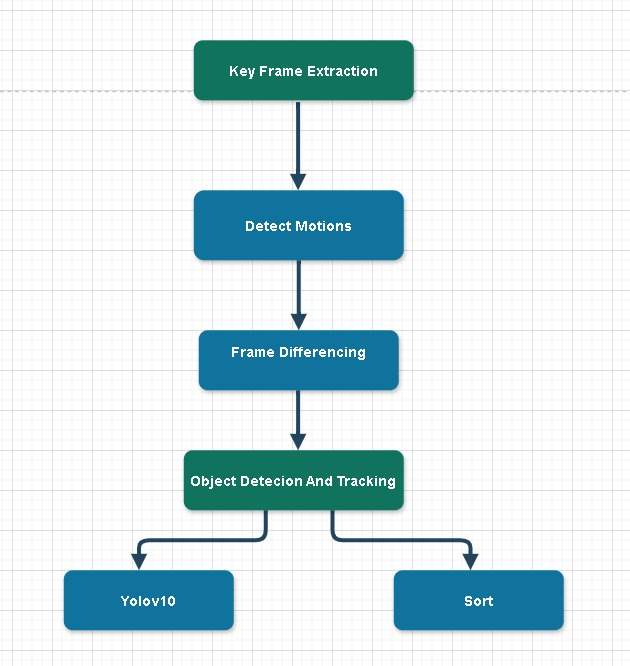 Key Frame Extraction
Detect Motions
Frame Differencing
Object Detecion And Tracking
Yolov10
Sort